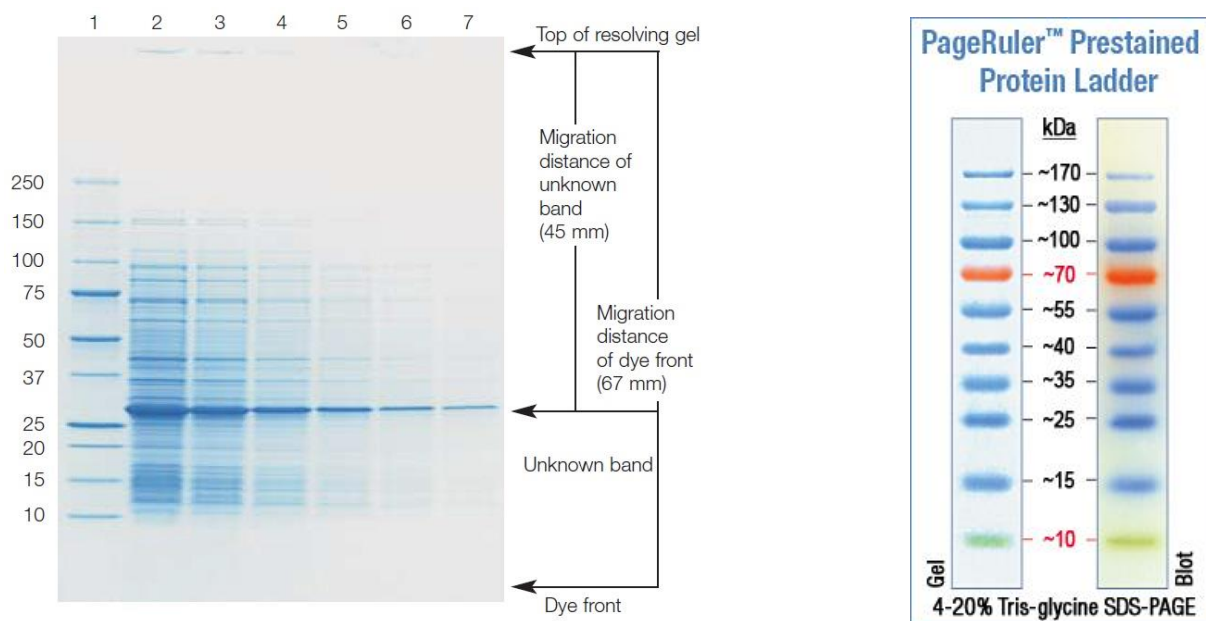 1 2 3 4 5 6 7
Top of resolving gel
Migration
distance of
unknown
band
(45 mm)
Migration
distance
of dye front
(67 mm)
Unknown band
Dye front
250
150
100
75
50
37
25
20
15
10
PageRuler™ Prestained
Protein Ladder
kDa
~170
~130
~100
~70
~55
~40
~35
~25
~15
~10
Gel
Blot
4-20% Tris-glycine SDS-PAGE